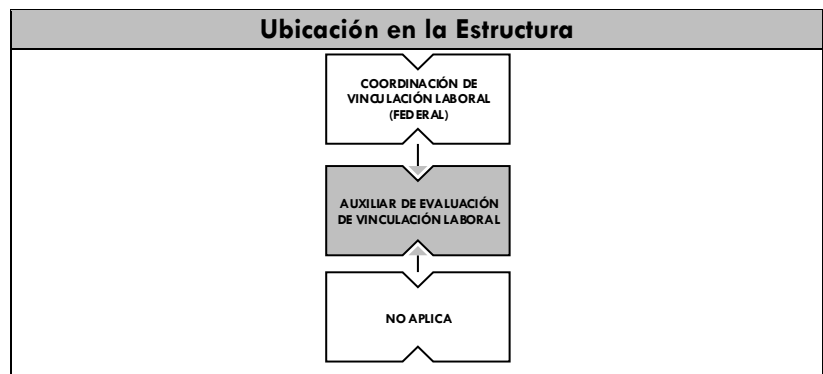 Ubicación en la Estructura
COORDINACIÓN DE
VINCULACIÓN LABORAL
(FEDERAL)
AUXILIAR DE EVALUACIÓN
DE VINCULACIÓN LABORAL
NO APLICA